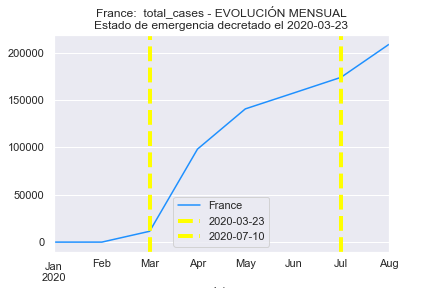 France:  total_cases - EVOLUCIÓN MENSUAL
Estado de emergencia decretado el 2020-03-23
200000
150000
100000
50000
0
Jan
2020
Feb
Mar
Apr
May
Jun
Jul
Aug
France
2020-03-23
2020-07-10